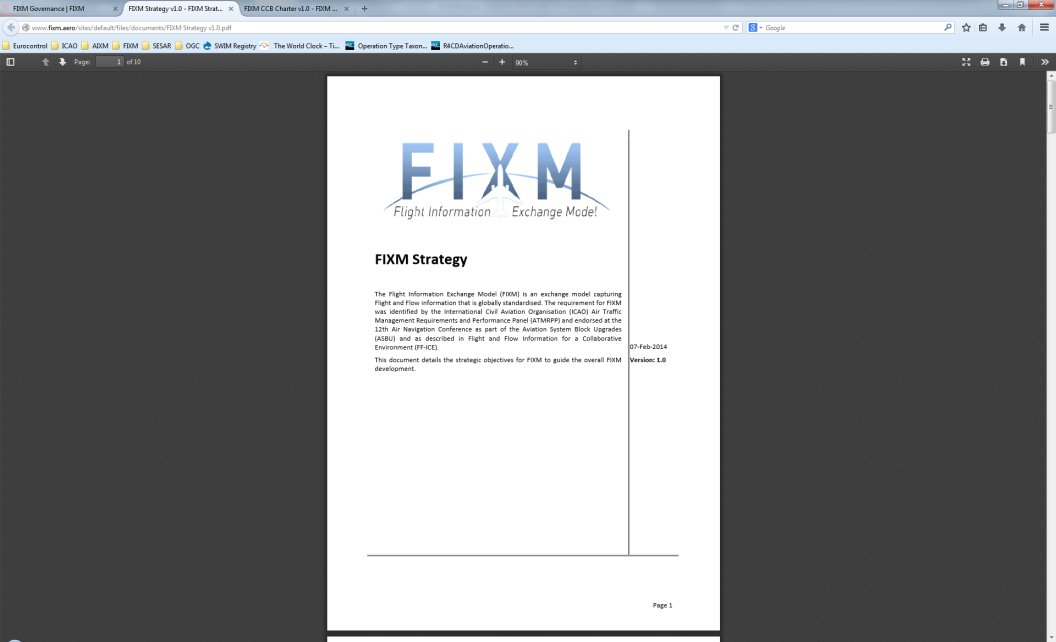 FIXM Governance | FIXM
FIXM Strategy v1.0 - FIXM Strat...
FIXM CCB Charter v1.0 - FIXM ...
www.fixm.aero/sites/default/files/documents/FIXM Strategy v1.0.pdf
Google
Eurocontrol
ICAO
AIXM
FIXM
SESAR
OGC
SWIM Registry
The World Clock – Ti...
Operation Type Taxon...
R4CDAviationOperatio...
Page: 1 of 10
90%
FIXM
Flight Information Exchange Model
FIXM Strategy
The Flight Information Exchange Model (FIXM) is an exchange model capturing
Flight and Flow information that is globally standardised. The requirement for FIXM
was identified by the International Civil Aviation Organisation (ICAO) Air Traffic
Management Requirements and Performance Panel (ATMRPP) and endorsed at the
12th Air Navigation Conference as part of the Aviation System Block Upgrades
(ASBU) and as described in Flight and Flow Information for a Collaborative
Environment (FF-ICE).
This document details the strategic objectives for FIXM to guide the overall FIXM
development.
07-Feb-2014
Version: 1.0
Page 1